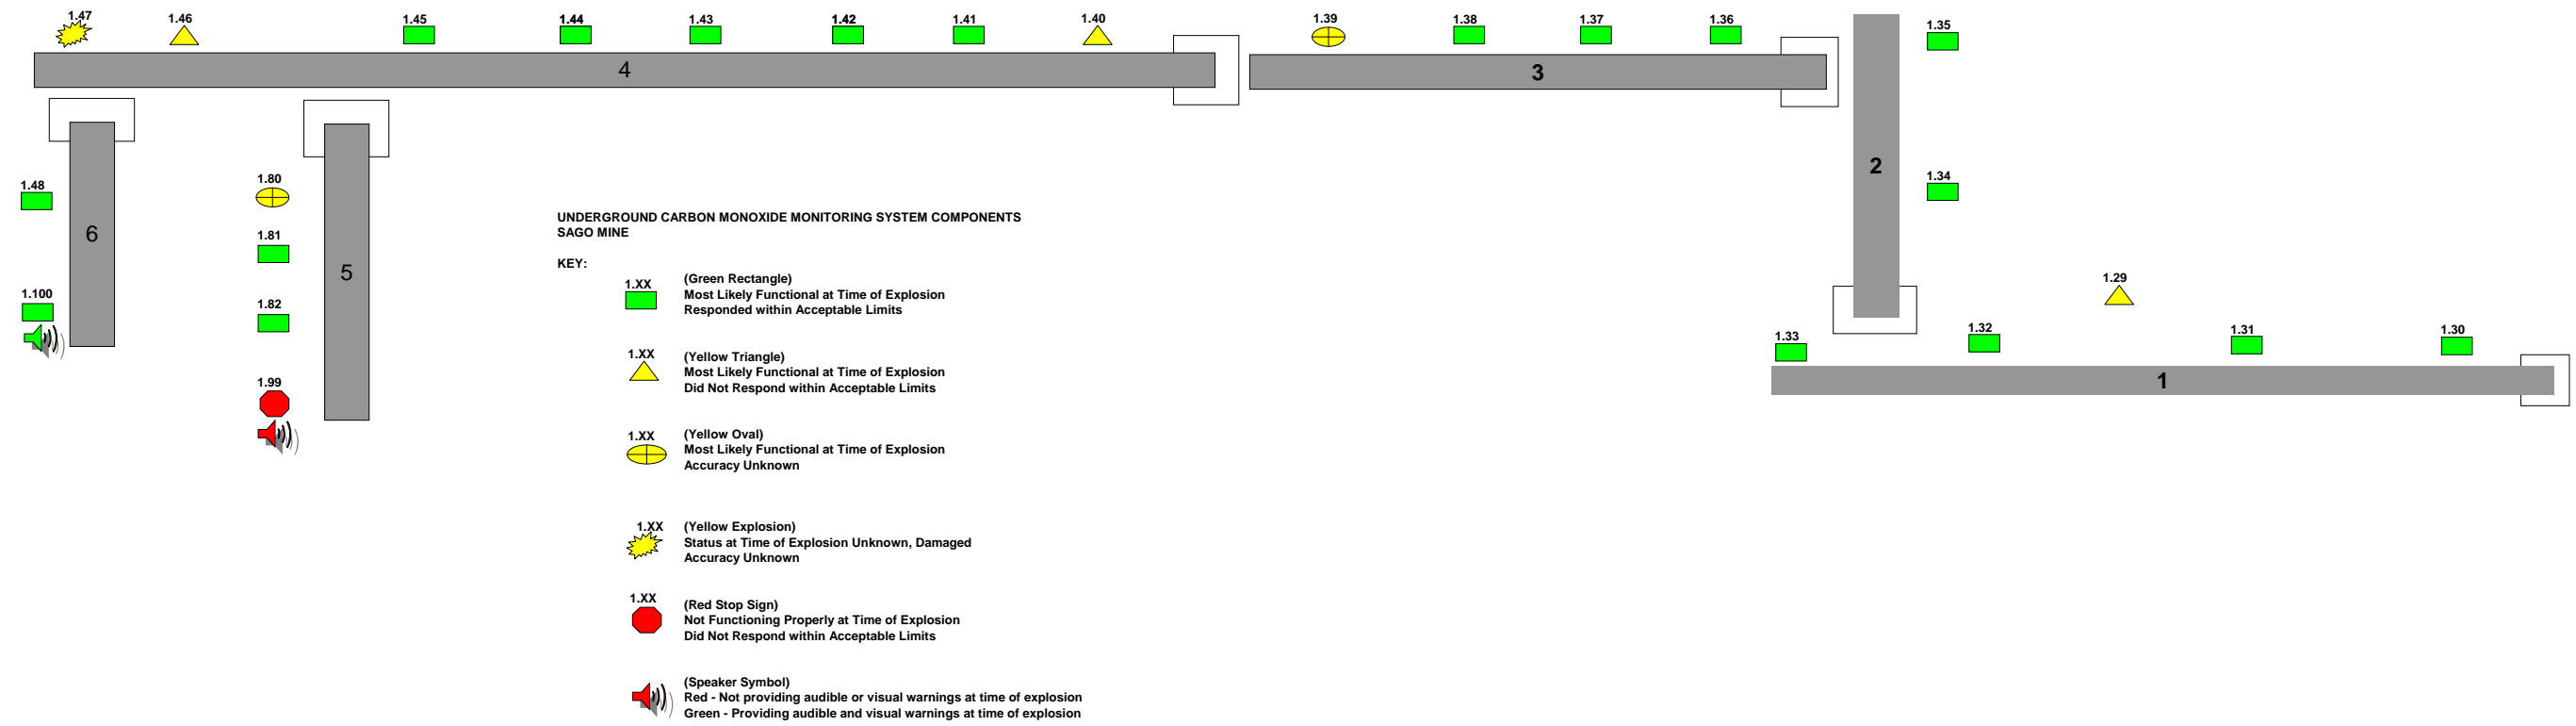 1.47
1.46
1.45
1.44
1.43
1.42
1.41
1.40
1.39
1.38
1.37
1.36
1.35
4
3
2
1.34
1.48
6
1.100
1.80
1.81
1.82
1.99
5
1.29
1.33
1.32
1.31
1.30
1
UNDERGROUND CARBON MONOXIDE MONITORING SYSTEM COMPONENTS
SAGO MINE
KEY:
1.XX
(Green Rectangle)
Most Likely Functional at Time of Explosion
Responded within Acceptable Limits
1.XX
(Yellow Triangle)
Most Likely Functional at Time of Explosion
Did Not Respond within Acceptable Limits
1.XX
(Yellow Oval)
Most Likely Functional at Time of Explosion
Accuracy Unknown
1.XX
(Yellow Explosion)
Status at Time of Explosion Unknown, Damaged
Accuracy Unknown
1.XX
(Red Stop Sign)
Not Functioning Properly at Time of Explosion
Did Not Respond within Acceptable Limits
(Speaker Symbol)
Red - Not providing audible or visual warnings at time of explosion
Green - Providing audible and visual warnings at time of explosion